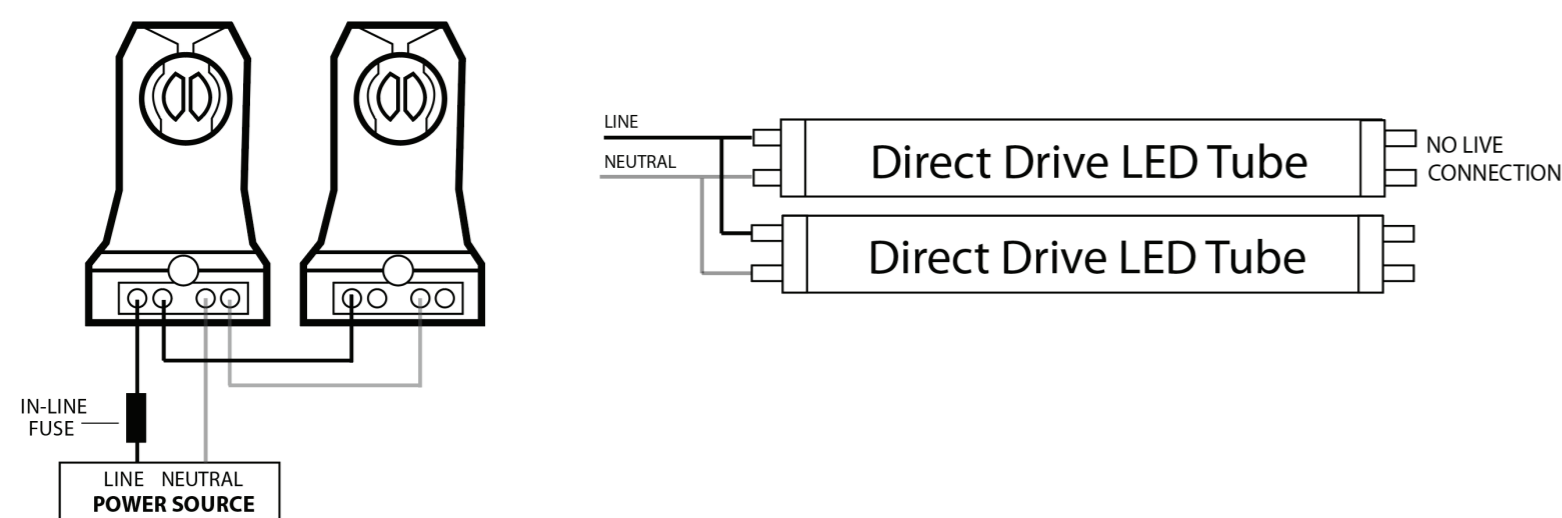 IN-LINE
FUSE
LINE NEUTRAL
POWER SOURCE
LINE
NEUTRAL
Direct Drive LED Tube
NO LIVE
CONNECTION
Direct Drive LED Tube